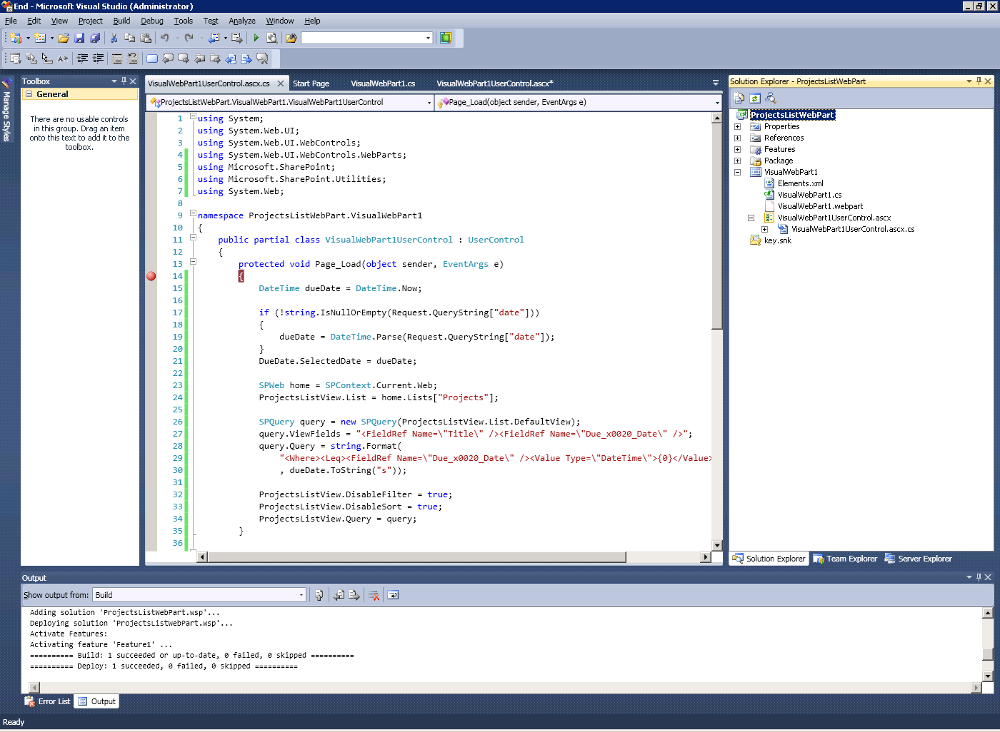 End - Microsoft Visual Studio (Administrator)
File Edit View Project Build Debug Tools Test Analyze Window Help
Manage Styles
Toolbox
General
There are no usable controls
in this group. Drag an item
onto this text to add it to the
toolbox.
VisualWebPart1UserControl.ascx.cs Start Page VisualWebPart1.cs VisualWebPart1UserControl.ascx*
ProjectsListWebPart.VisualWebPart1.VisualWebPart1UserControl Page_Load(object sender, EventArgs e)
1 using System;
2 using System.Web.UI;
3 using System.Web.UI.WebControls;
4 using System.Web.UI.WebControls.WebParts;
5 using Microsoft.SharePoint;
6 using Microsoft.SharePoint.Utilities;
7 using System.Web;
8
9 namespace ProjectsListWebPart.VisualWebPart1
10 {
11 public partial class VisualWebPart1UserControl : UserControl
12 {
13 protected void Page_Load(object sender, EventArgs e)
14 {
15 DateTime dueDate = DateTime.Now;
16
17 if (!string.IsNullOrEmpty(Request.QueryString["date"]))
18 {
19 dueDate = DateTime.Parse(Request.QueryString["date"]);
20 }
21 DueDate.SelectedDate = dueDate;
22
23 SPWeb home = SPContext.Current.Web;
24 ProjectsListView.List = home.Lists["Projects"];
25
26 SPQuery query = new SPQuery(ProjectsListView.List.DefaultView);
27 query.ViewFields = "<FieldRef Name=\"Title\" /><FieldRef Name=\"Due_x0020_Date\" />";
28 query.Query = string.Format(
29 "<Where><Leq><FieldRef Name=\"Due_x0020_Date\" /><Value Type=\"DateTime\">{0}</Value>
30 , dueDate.ToString("s"));
31
32 ProjectsListView.DisableFilter = true;
33 ProjectsListView.DisableSort = true;
34 ProjectsListView.Query = query;
35 }
36
Solution Explorer - ProjectsListWebPart
ProjectsListWebPart
Properties
References
Features
Package
VisualWebPart1
Elements.xml
VisualWebPart1.cs
VisualWebPart1.webpart
VisualWebPart1UserControl.ascx
VisualWebPart1UserControl.ascx.cs
key.snk
Solution Explorer Team Explorer Server Explorer
Output
Show output from: Build
Adding solution 'ProjectsListWebPart.wsp'...
Deploying solution 'ProjectsListWebPart.wsp'...
Activate Features:
Activating feature 'Feature1' ...
========== Build: 1 succeeded or up-to-date, 0 failed, 0 skipped ==========
========== Deploy: 1 succeeded, 0 failed, 0 skipped ==========
Error List Output
Ready